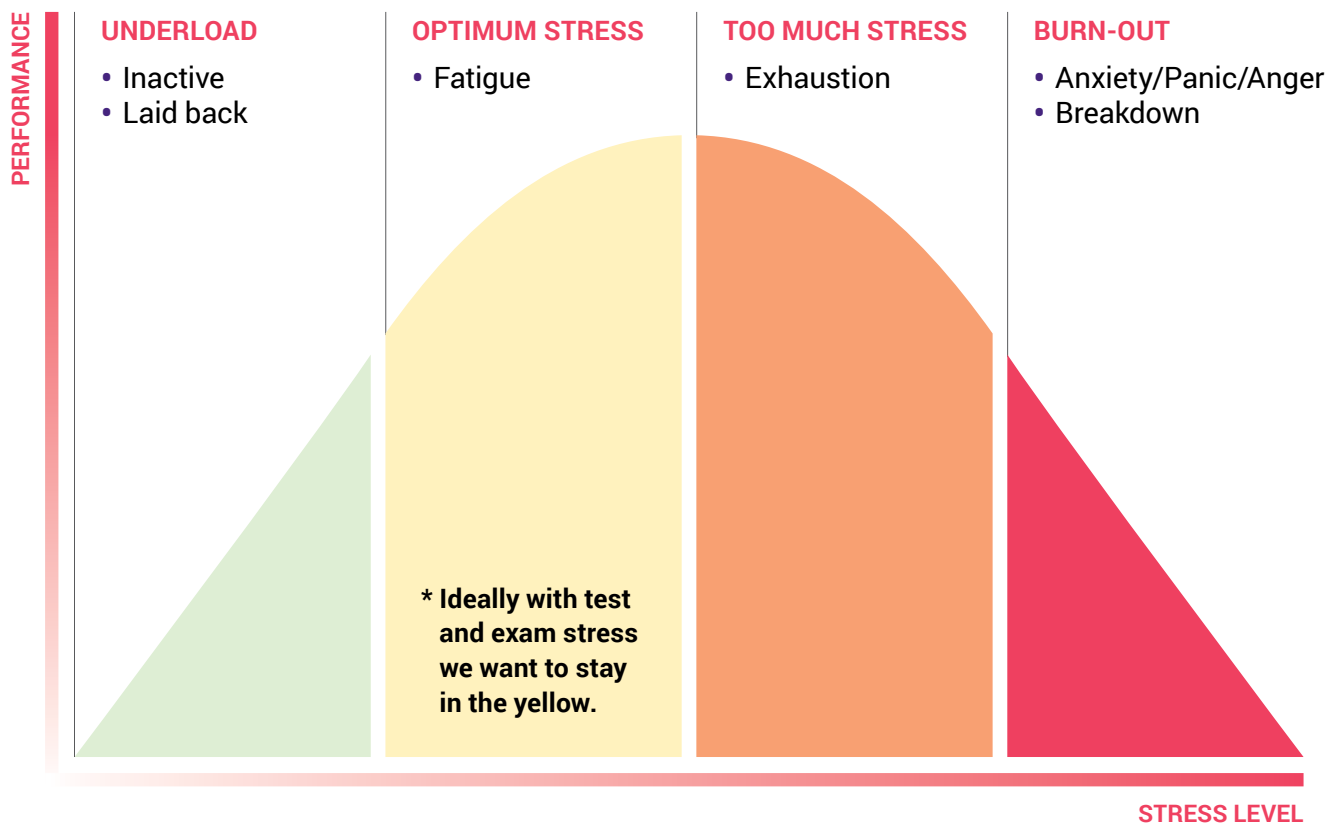 PERFORMANCE
UNDERLOAD
• Inactive
• Laid back
OPTIMUM STRESS
• Fatigue
TOO MUCH STRESS
• Exhaustion
BURN-OUT
• Anxiety/Panic/Anger
• Breakdown
* Ideally with test
and exam stress
we want to stay
in the yellow.
STRESS LEVEL